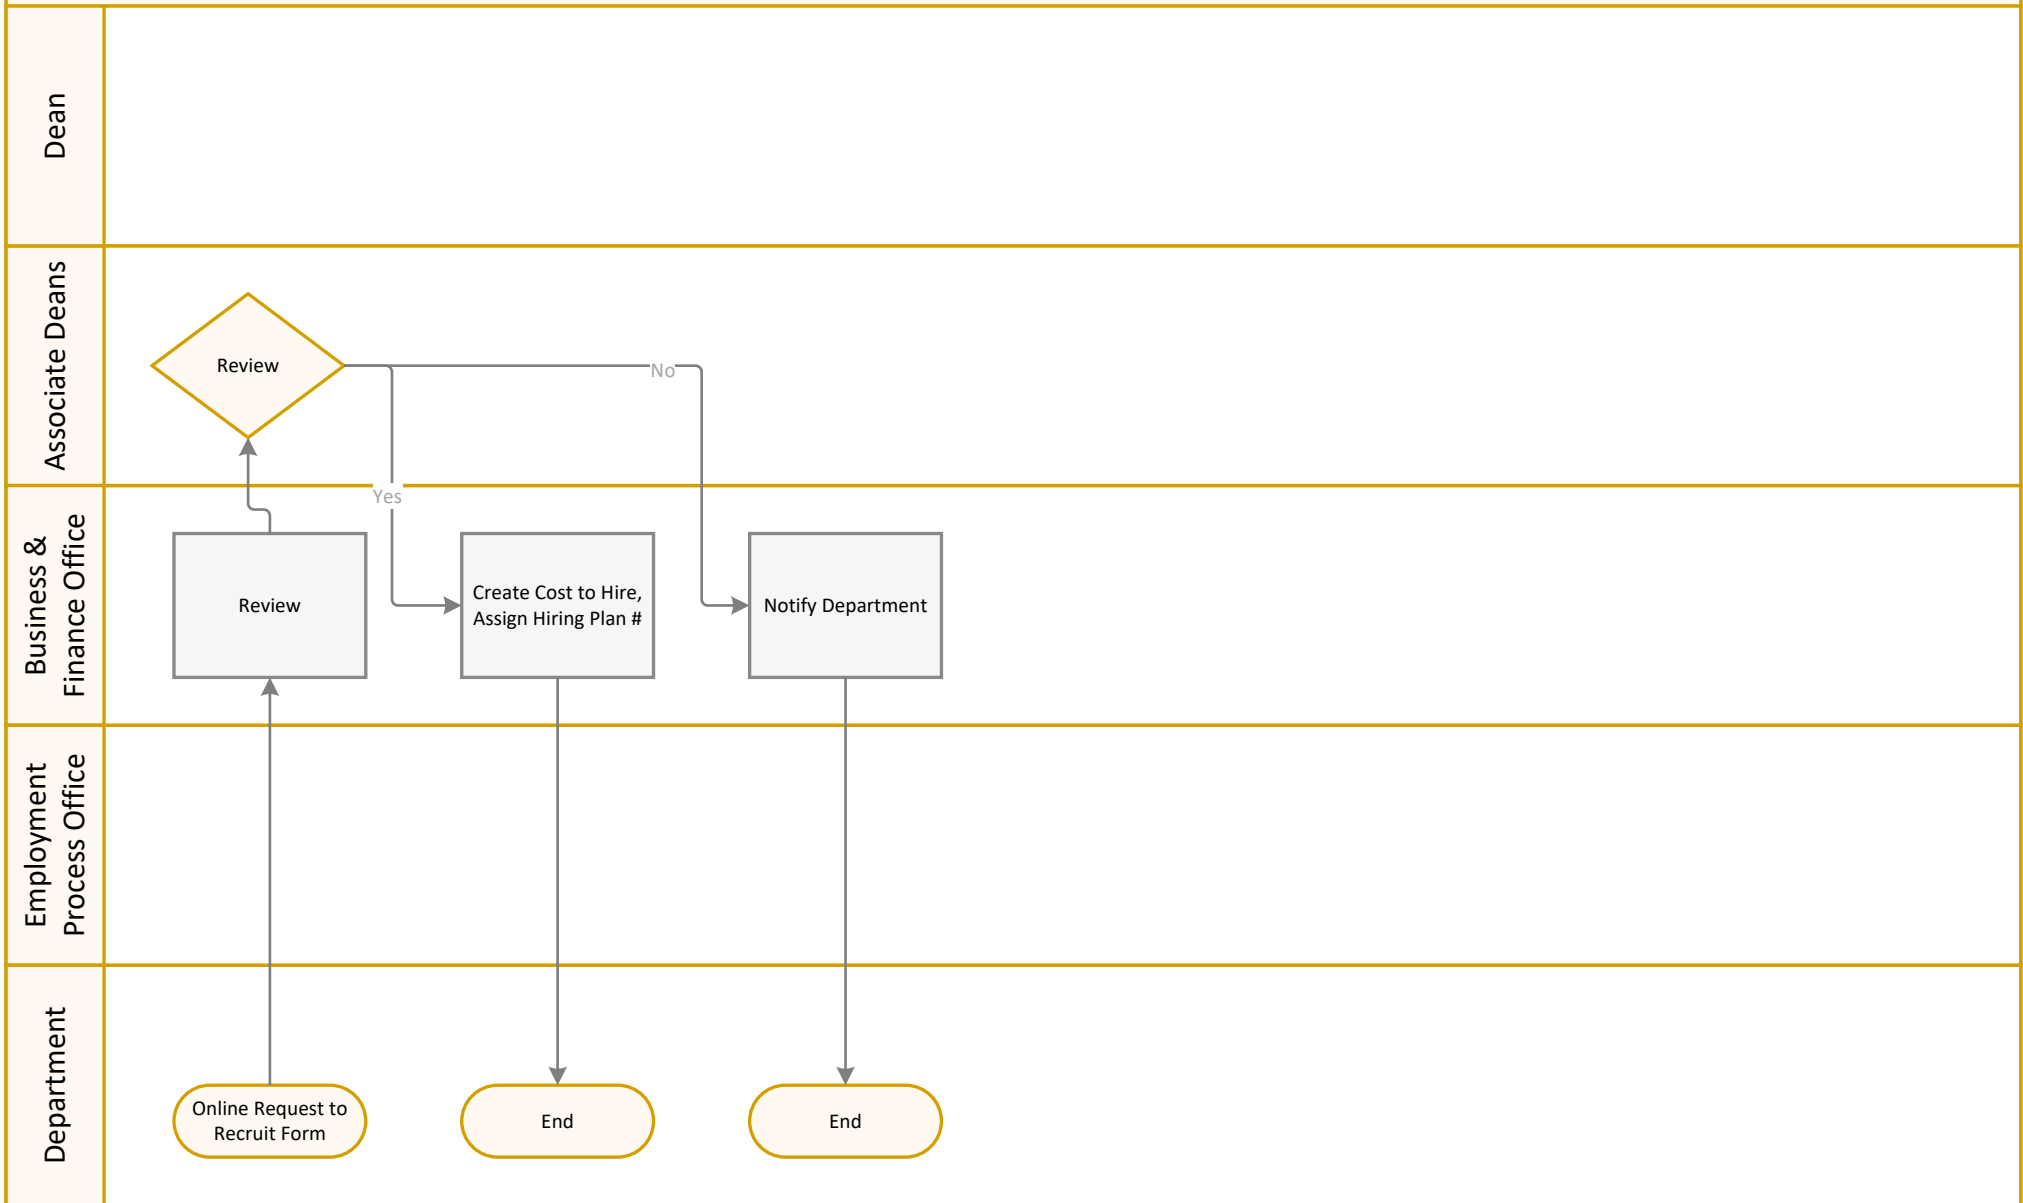 Dean
Associate Deans
Review
No
Yes
Business &
Finance Office
Review
Create Cost to Hire,
Assign Hiring Plan #
Notify Department
Employment
Process Office
Department
Online Request to
Recruit Form
End
End